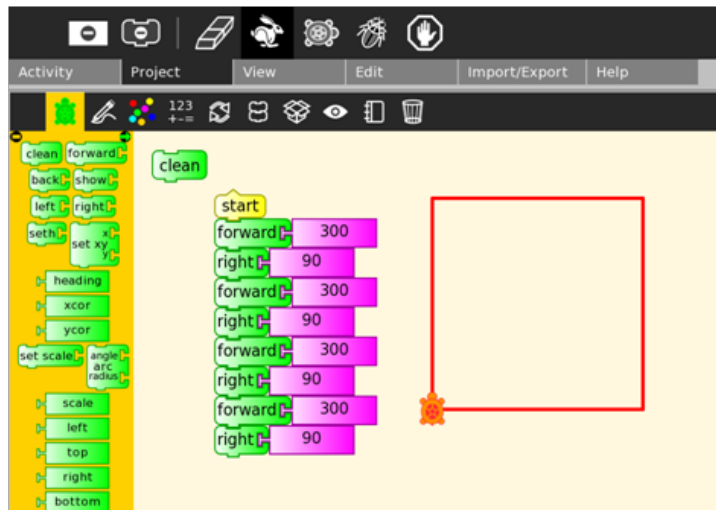 Activity Project View Edit Import/Export Help
123
+-=
clean forward
back show
left right
seth set xy x y
heading
xcor
ycor
set scale angle arc radius
scale
left
top
right
bottom
clean
start
forward 300
right 90
forward 300
right 90
forward 300
right 90
forward 300
right 90